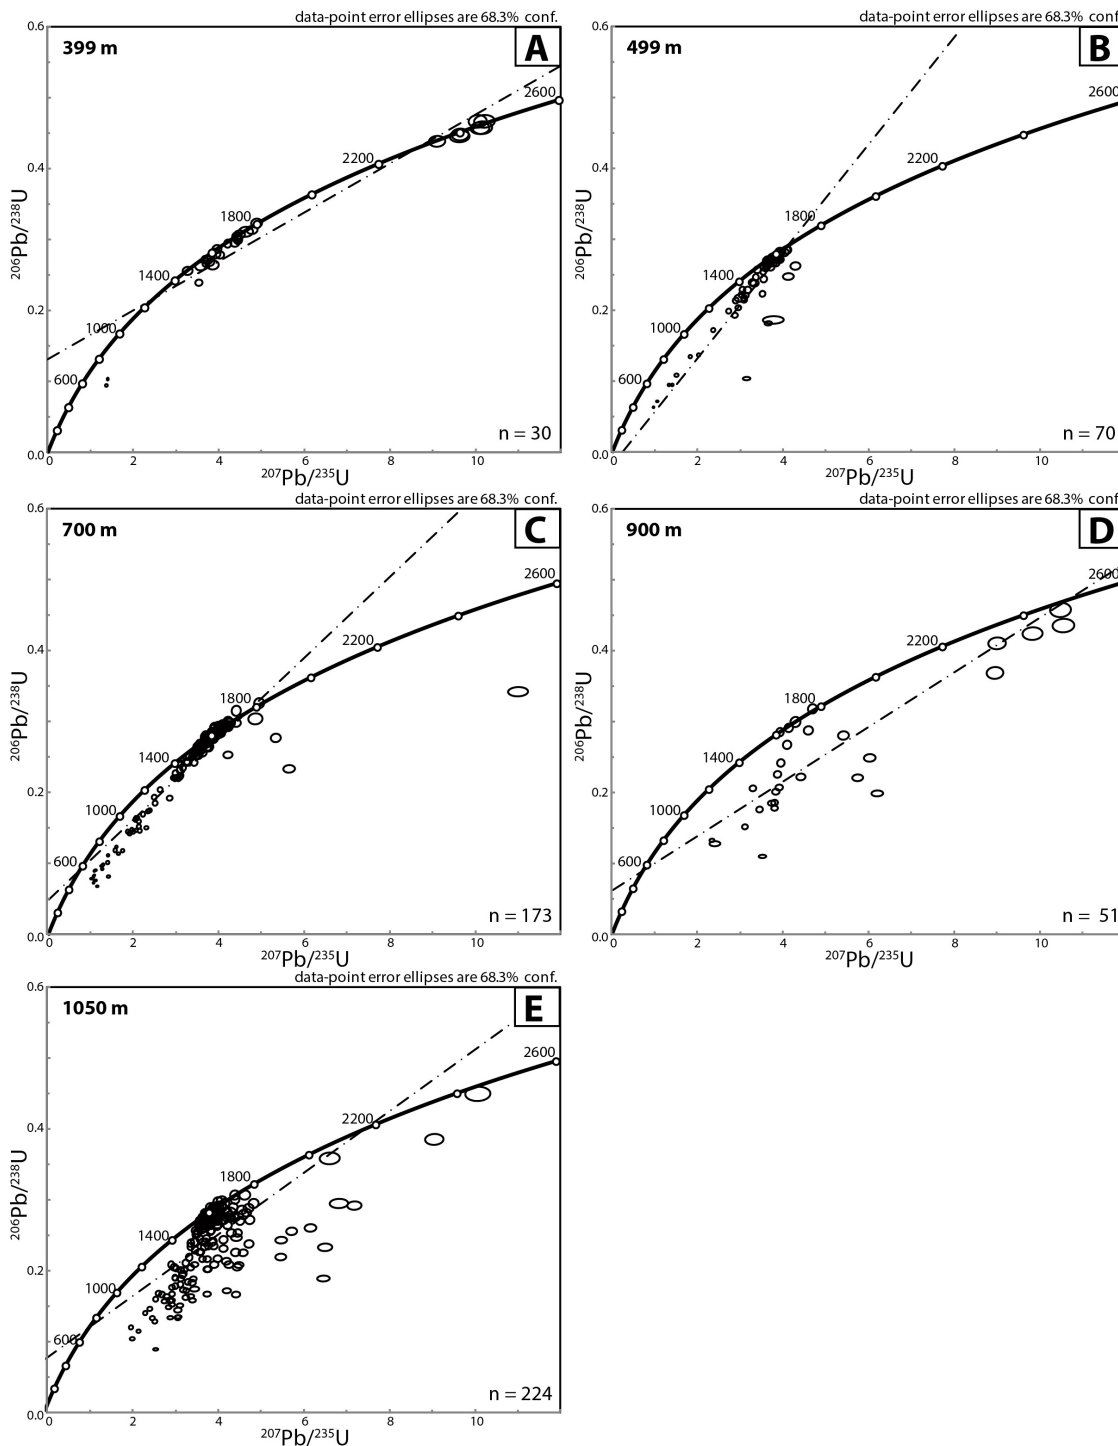 data-point error ellipses are 68.3% conf.
0.6
399 m
A
2600
2200
0.4
1800
1400
206Pb/238U
0.2
1000
600
n = 30
0.0
0 2 4 6 8 10
207Pb/235U
data-point error ellipses are 68.3% conf
0.6
499 m
B
2600
2200
0.4
1800
1400
206Pb/238U
0.2
1000
600
n = 70
0.0
0 2 4 6 8 10
207Pb/235U
data-point error ellipses are 68.3% conf.
0.6
700 m
C
2600
2200
0.4
1800
1400
206Pb/238U
0.2
1000
600
n = 173
0.0
0 2 4 6 8 10
207Pb/235U
data-point error ellipses are 68.3% conf
0.6
900 m
D
2600
2200
0.4
1800
1400
206Pb/238U
0.2
1000
600
n = 51
0.0
0 2 4 6 8 10
207Pb/235U
data-point error ellipses are 68.3% conf.
0.6
1050 m
E
2600
2200
0.4
1800
1400
206Pb/238U
0.2
1000
600
n = 224
0.0
0 2 4 6 8 10
207Pb/235U